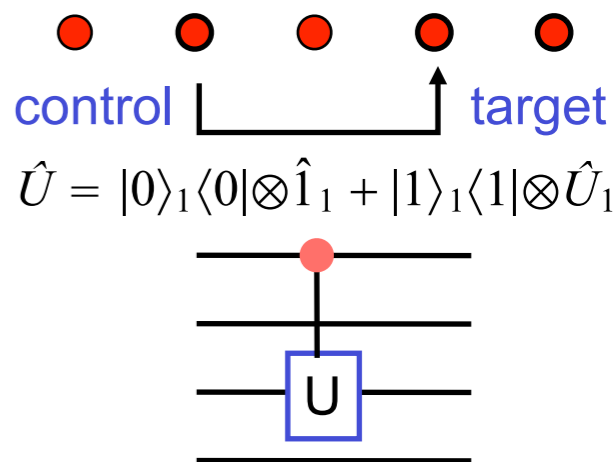 control target
Û = |0⟩₁⟨0|⊗1̂₁ + |1⟩₁⟨1|⊗Û₁
U